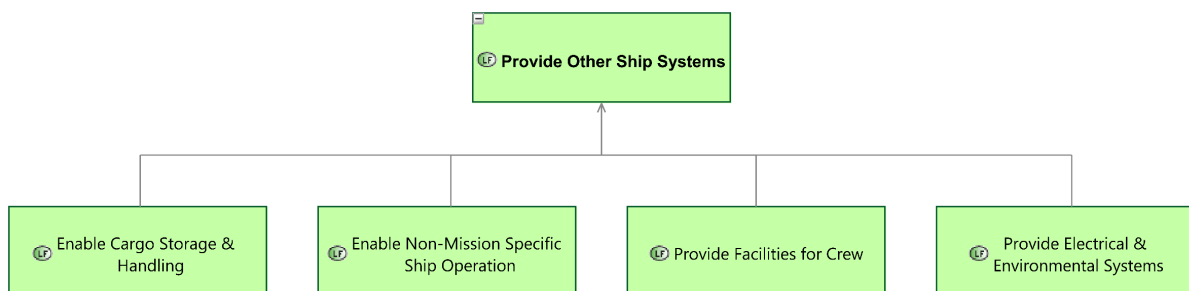 LF Provide Other Ship Systems
LF Enable Cargo Storage &
Handling
LF Enable Non-Mission Specific
Ship Operation
LF Provide Facilities for Crew
LF Provide Electrical &
Environmental Systems